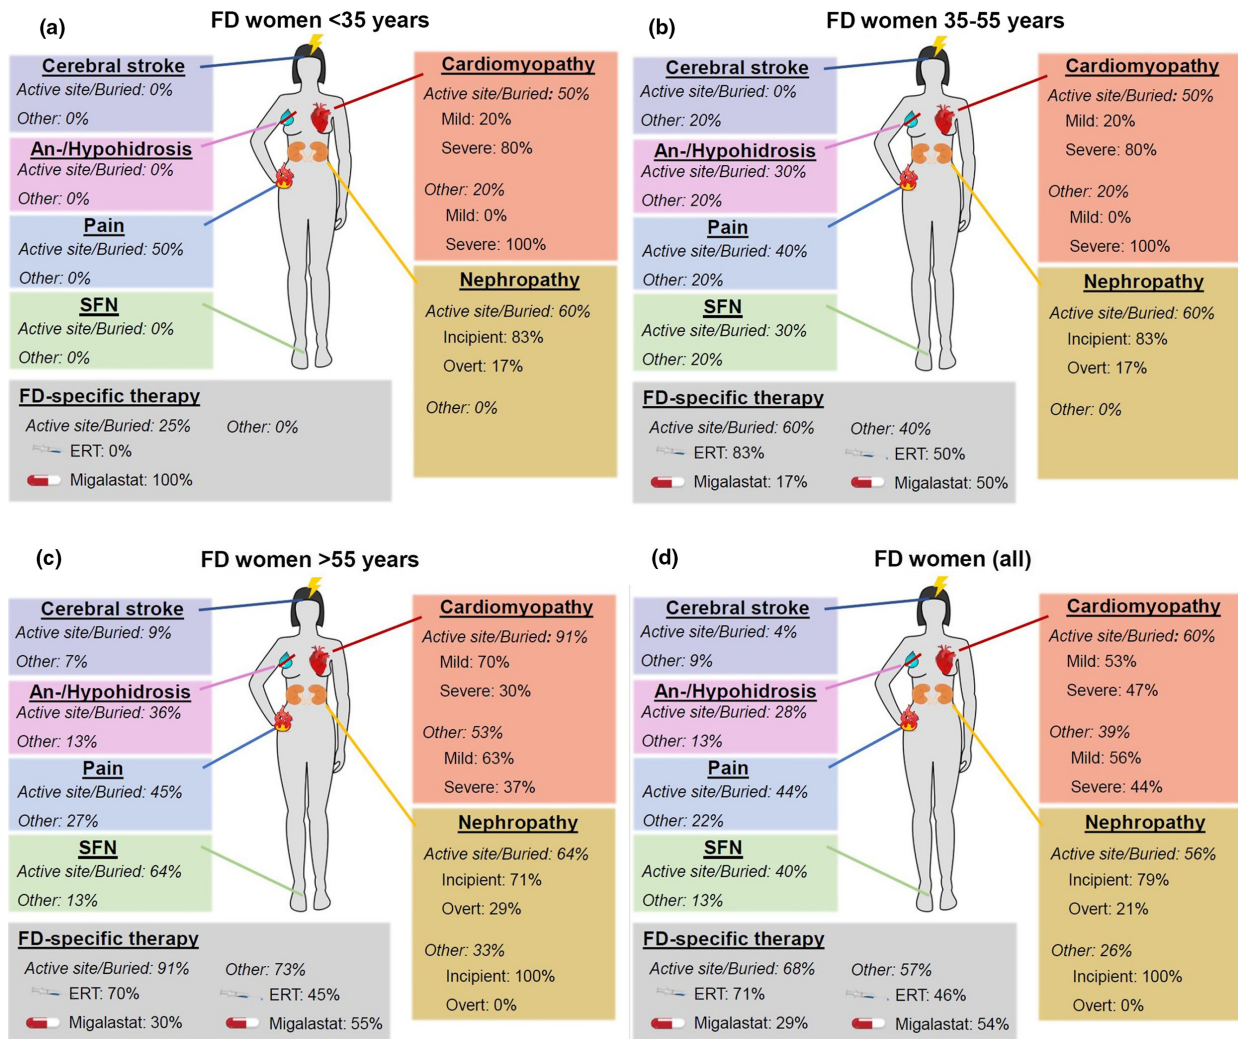 (a)
FD women <35 years
Cerebral stroke
Active site/Buried: 0%
Other: 0%
An-/Hypohidrosis
Active site/Buried: 0%
Other: 0%
Pain
Active site/Buried: 50%
Other: 0%
SFN
Active site/Buried: 0%
Other: 0%
Cardiomyopathy
Active site/Buried: 50%
Mild: 20%
Severe: 80%
Other: 20%
Mild: 0%
Severe: 100%
Nephropathy
Active site/Buried: 60%
Incipient: 83%
Overt: 17%
Other: 0%
FD-specific therapy
Active site/Buried: 25%
Other: 0%
ERT: 0%
Migalastat: 100%
(b)
FD women 35-55 years
Cerebral stroke
Active site/Buried: 0%
Other: 20%
An-/Hypohidrosis
Active site/Buried: 30%
Other: 20%
Pain
Active site/Buried: 40%
Other: 20%
SFN
Active site/Buried: 30%
Other: 20%
Cardiomyopathy
Active site/Buried: 50%
Mild: 20%
Severe: 80%
Other: 20%
Mild: 0%
Severe: 100%
Nephropathy
Active site/Buried: 60%
Incipient: 83%
Overt: 17%
Other: 0%
FD-specific therapy
Active site/Buried: 60%
Other: 40%
ERT: 83%
ERT: 50%
Migalastat: 17%
Migalastat: 50%
(c)
FD women >55 years
Cerebral stroke
Active site/Buried: 9%
Other: 7%
An-/Hypohidrosis
Active site/Buried: 36%
Other: 13%
Pain
Active site/Buried: 45%
Other: 27%
SFN
Active site/Buried: 64%
Other: 13%
Cardiomyopathy
Active site/Buried: 91%
Mild: 70%
Severe: 30%
Other: 53%
Mild: 63%
Severe: 37%
Nephropathy
Active site/Buried: 64%
Incipient: 71%
Overt: 29%
Other: 33%
Incipient: 100%
Overt: 0%
FD-specific therapy
Active site/Buried: 91%
Other: 73%
ERT: 70%
ERT: 45%
Migalastat: 30%
Migalastat: 55%
(d)
FD women (all)
Cerebral stroke
Active site/Buried: 4%
Other: 9%
An-/Hypohidrosis
Active site/Buried: 28%
Other: 13%
Pain
Active site/Buried: 44%
Other: 22%
SFN
Active site/Buried: 40%
Other: 13%
Cardiomyopathy
Active site/Buried: 60%
Mild: 53%
Severe: 47%
Other: 39%
Mild: 56%
Severe: 44%
Nephropathy
Active site/Buried: 56%
Incipient: 79%
Overt: 21%
Other: 26%
Incipient: 100%
Overt: 0%
FD-specific therapy
Active site/Buried: 68%
Other: 57%
ERT: 71%
ERT: 46%
Migalastat: 29%
Migalastat: 54%